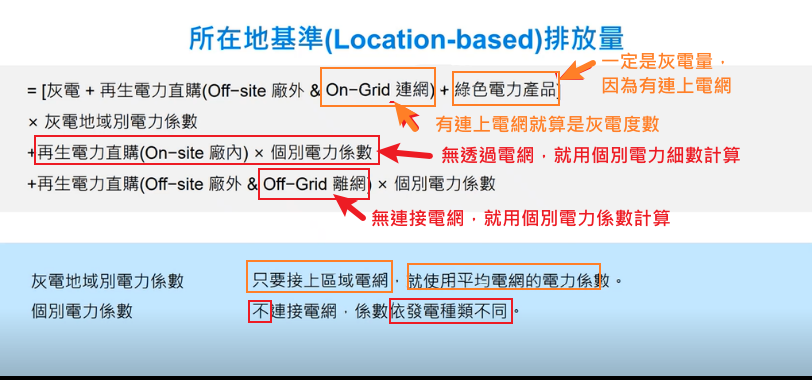 所在地基準(Location-based)排放量
一定是灰電量，
因為有連上電網
= [灰電 + 再生電力直購(Off-site 廠外 & On-Grid 連網) + 綠色電力產品]
× 灰電地域別電力係數
有連上電網就算是灰電度數
+再生電力直購(On-site 廠內) × 個別電力係數
無透過電網，就用個別電力細數計算
+再生電力直購(Off-site 廠外 & Off-Grid 離網) × 個別電力係數
無連接電網，就用個別電力係數計算
灰電地域別電力係數 只要接上區域電網，就使用平均電網的電力係數。
個別電力係數 不連接電網，係數依發電種類不同。